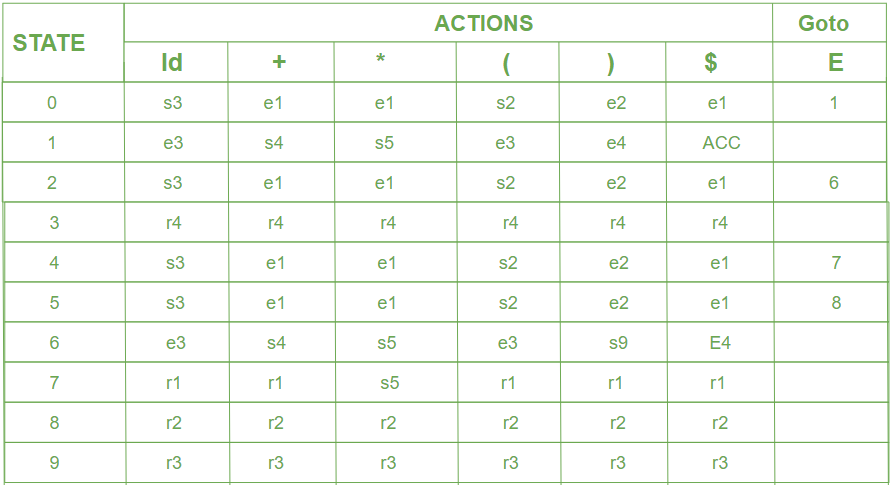 STATE ACTIONS Goto
Id + * ( ) $ E
0 s3 e1 e1 s2 e2 e1 1
1 e3 s4 s5 e3 e4 ACC
2 s3 e1 e1 s2 e2 e1 6
3 r4 r4 r4 r4 r4 r4
4 s3 e1 e1 s2 e2 e1 7
5 s3 e1 e1 s2 e2 e1 8
6 e3 s4 s5 e3 s9 E4
7 r1 r1 s5 r1 r1 r1
8 r2 r2 r2 r2 r2 r2
9 r3 r3 r3 r3 r3 r3